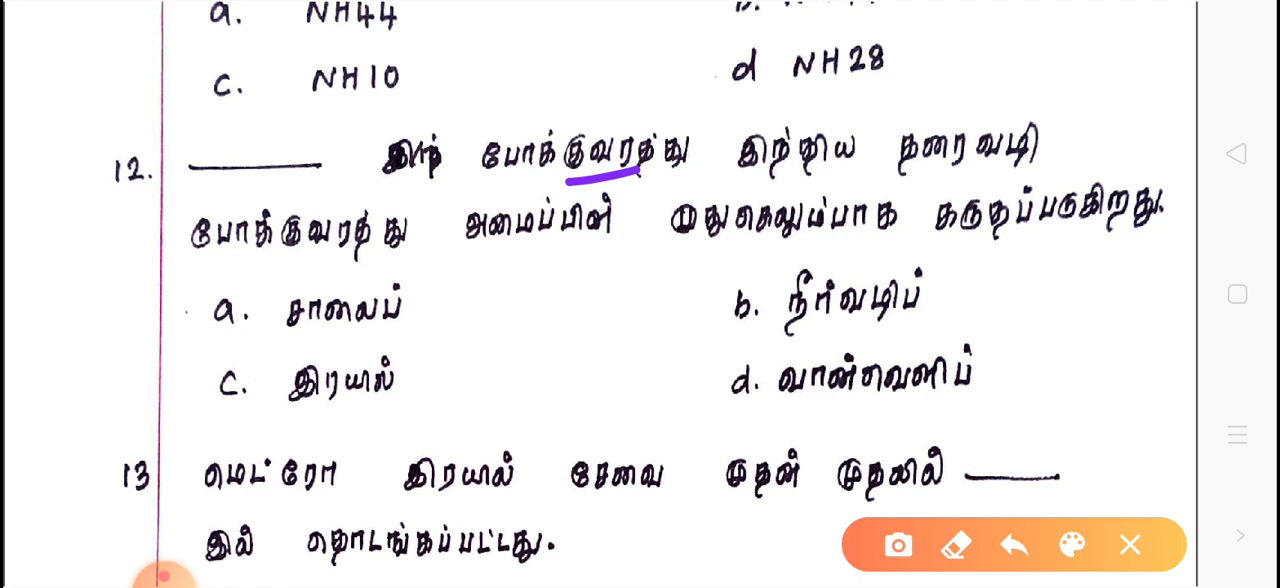 a. NH44
c. NH10 d NH28
12. ______ போக்குவரத்து இந்திய தரைவழி
போக்குவரத்து அமைப்பின் முதுகெலும்பாக கருதப்படுகிறது.
a. சாலைப் b. நீர்வழிப்
c. இரயில் d. வான்வெளிப்
13 மெட்ரோ இரயில் சேவை முதன் முதலில் ______
இல் தொடங்கப்பட்டது.